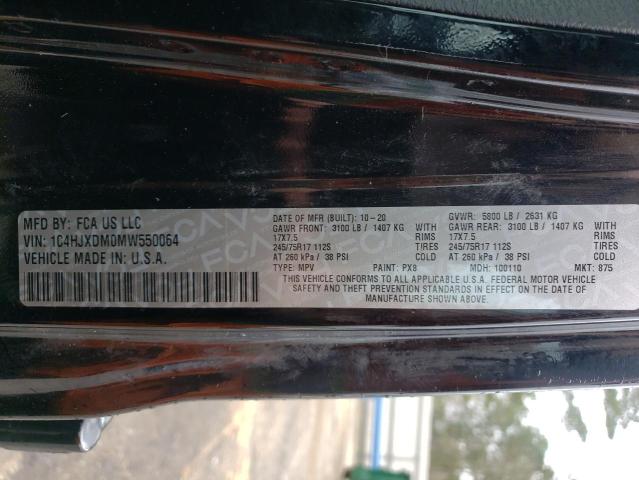 MFD BY: FCA US LLC
VIN: 1C4HJXDM0MW550064
VEHICLE MADE IN: U.S.A.
DATE OF MFR (BUILT): 10-20 GVWR: 5800 LB / 2631 KG
GAWR FRONT: 3100 LB / 1407 KG WITH GAWR REAR: 3100 LB / 1407 KG WITH
17X7.5 RIMS 17X7.5 RIMS
245/75R17 112S TIRES 245/75R17 112S TIRES
AT 260 kPa / 38 PSI COLD AT 260 kPa / 38 PSI COLD
TYPE: MPV PAINT: PX8 MDH: 100110 MKT: 875
THIS VEHICLE CONFORMS TO ALL APPLICABLE U.S.A. FEDERAL MOTOR VEHICLE
SAFETY AND THEFT PREVENTION STANDARDS IN EFFECT ON THE DATE OF
MANUFACTURE SHOWN ABOVE.